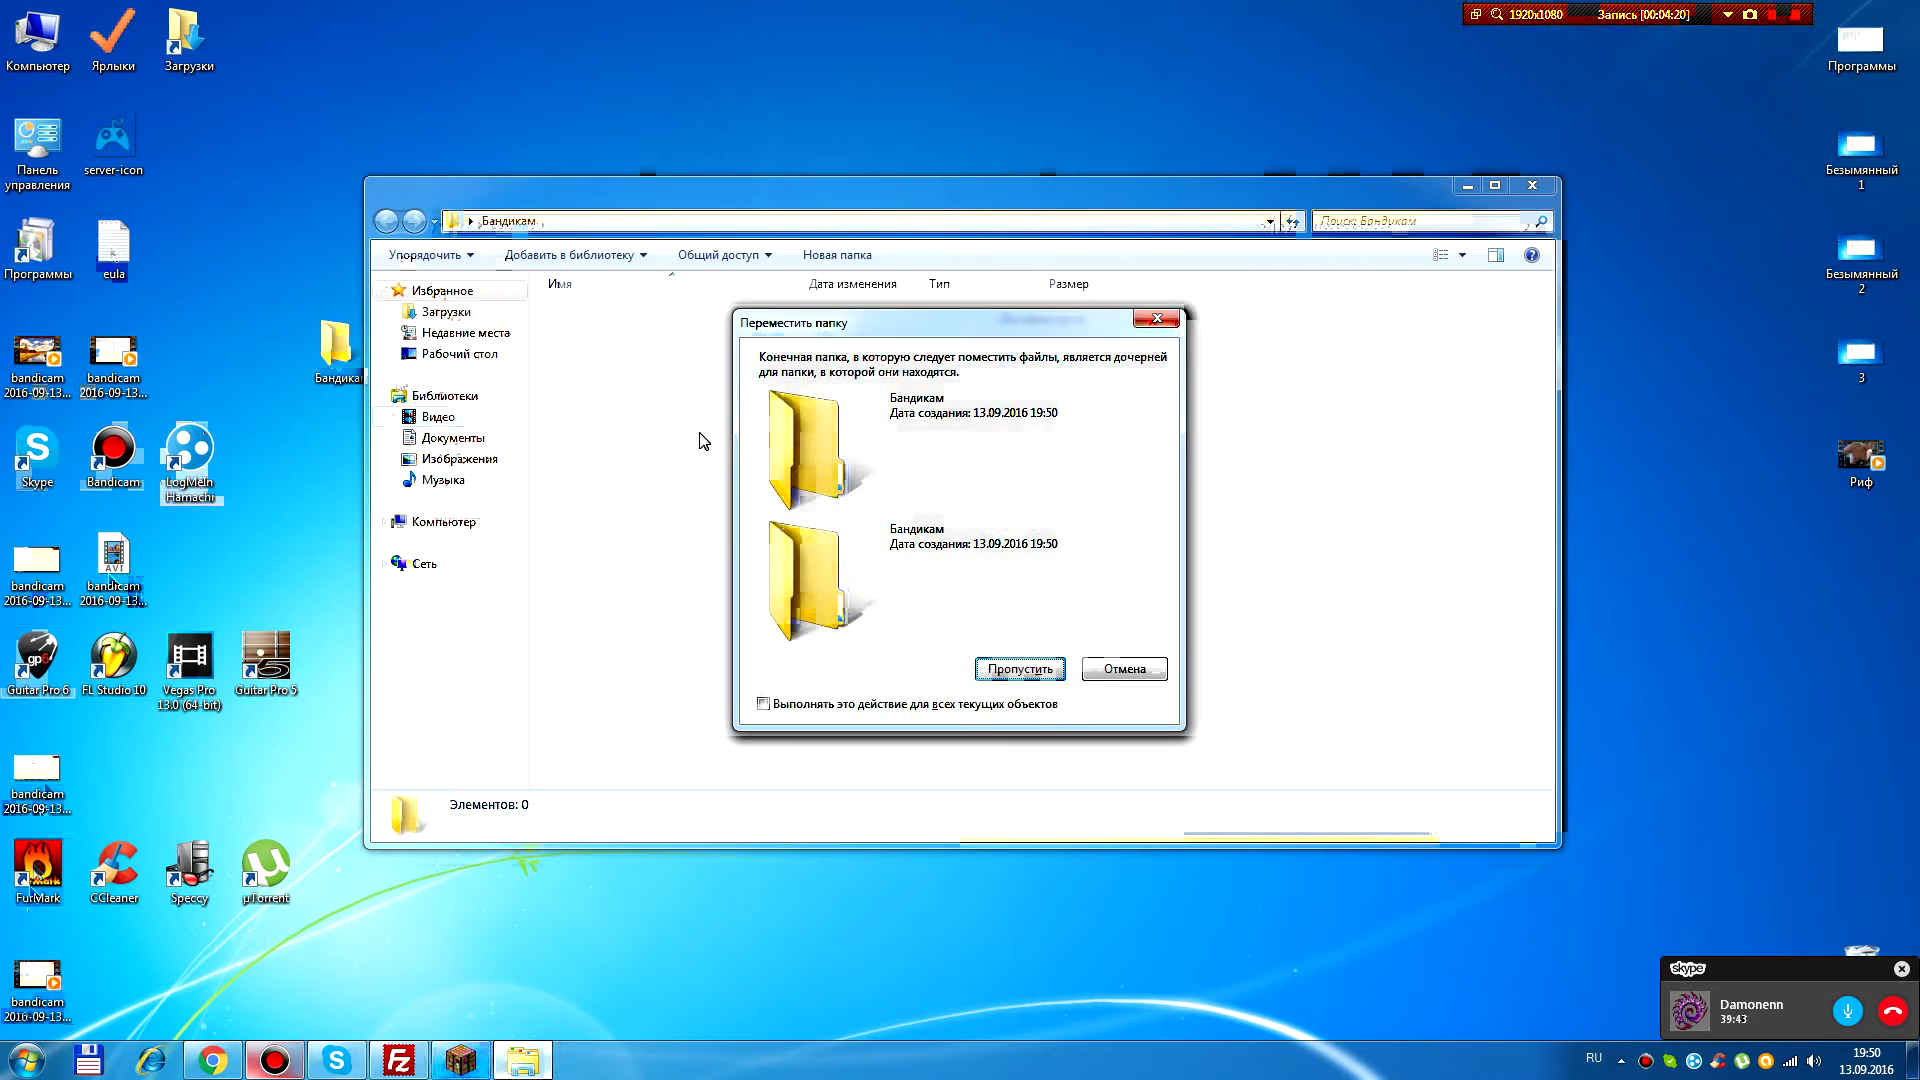 1920x1080
Запись [00:04:20]
Компьютер
Ярлыки
Загрузки
Программы
Панель
управления
server-icon
Безымянный
1
Программы
eula
Безымянный
2
bandicam
2016-09-13...
bandicam
2016-09-13...
Бандикам
3
Skype
Bandicam
LogMeIn
Hamachi
Риф
bandicam
2016-09-13...
AVI
bandicam
2016-09-13...
gp6
Guitar Pro 6
FL Studio 10
Vegas Pro
13.0 (64-bit)
5
Guitar Pro 5
bandicam
2016-09-13...
FurMark
CCleaner
Speccy
µTorrent
bandicam
2016-09-13...
Бандикам
Поиск: Бандикам
Упорядочить
Добавить в библиотеку
Общий доступ
Новая папка
Имя
Дата изменения
Тип
Размер
Избранное
Загрузки
Недавние места
Рабочий стол
Библиотеки
Видео
Документы
Изображения
Музыка
Компьютер
Сеть
Элементов: 0
Переместить папку
Конечная папка, в которую следует поместить файлы, является дочерней
для папки, в которой они находятся.
Бандикам
Дата создания: 13.09.2016 19:50
Бандикам
Дата создания: 13.09.2016 19:50
Пропустить
Отмена
Выполнять это действие для всех текущих объектов
skype
Damonenn
39:43
RU
19:50
13.09.2016